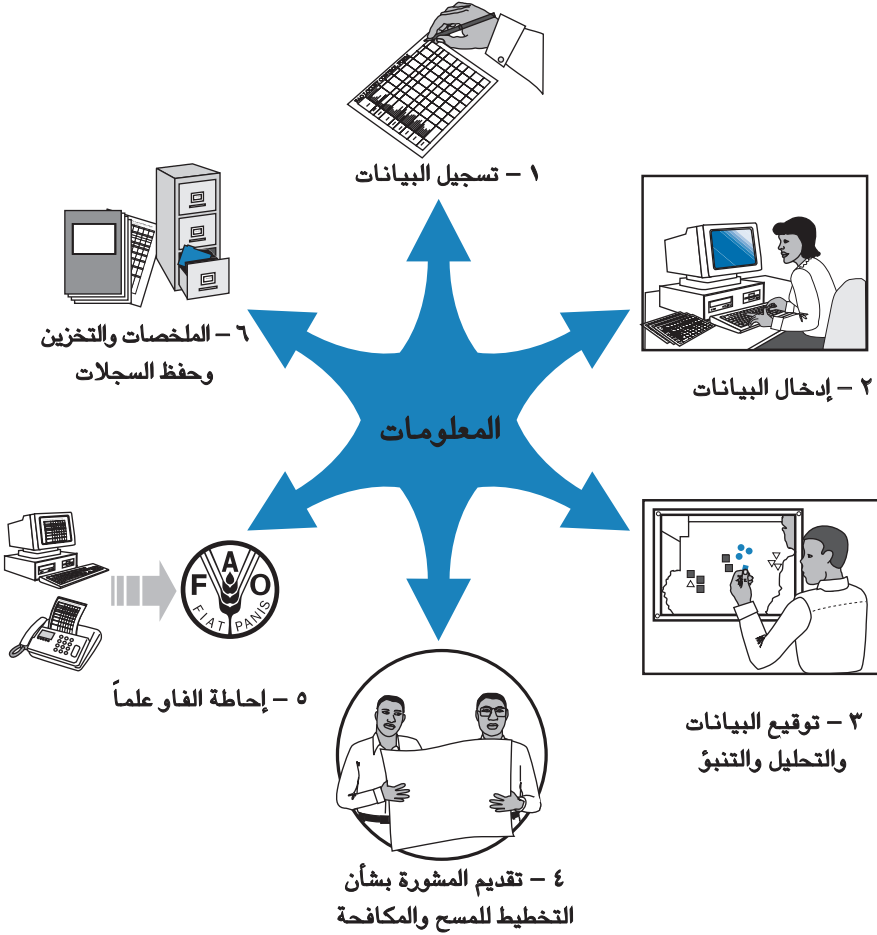 ١ – تسجيل البيانات
٢ – إدخال البيانات
٣ – توقيع البيانات
والتحليل والتنبؤ
٤ – تقديم المشورة بشأن
التخطيط للمسح والمكافحة
٥ – إحاطة الفاو علماً
F A O
FIAT PANIS
٦ – الملخصات والتخزين
وحفظ السجلات
المعلومات